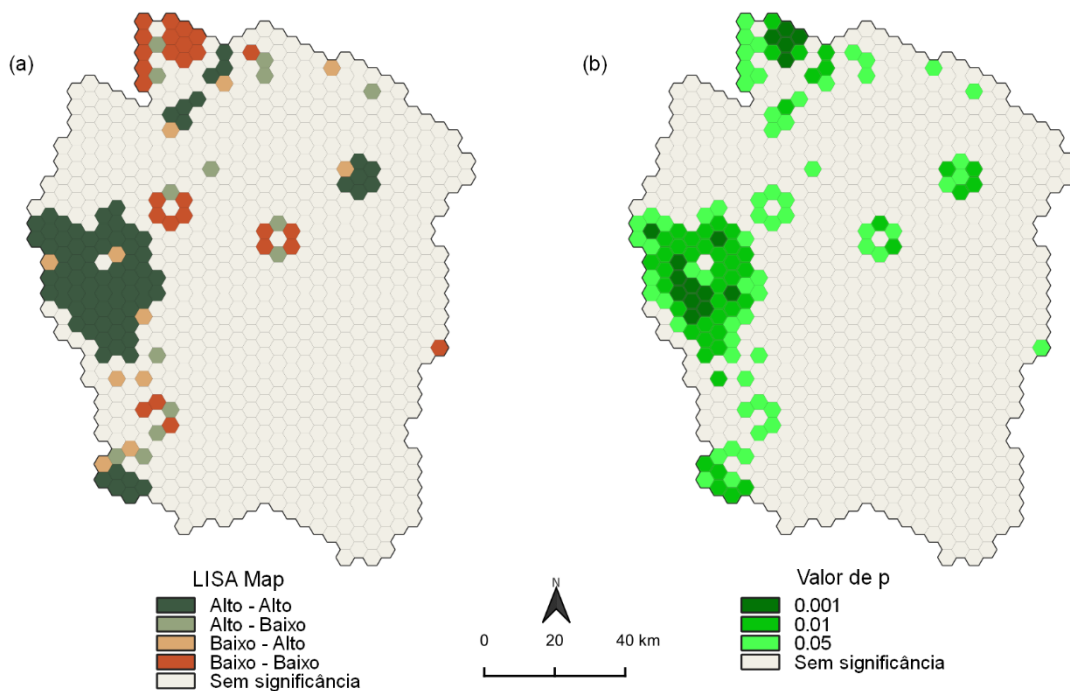 (a)
(b)
LISA Map
Alto - Alto
Alto - Baixo
Baixo - Alto
Baixo - Baixo
Sem significância
N
0 20 40 km
Valor de p
0.001
0.01
0.05
Sem significância